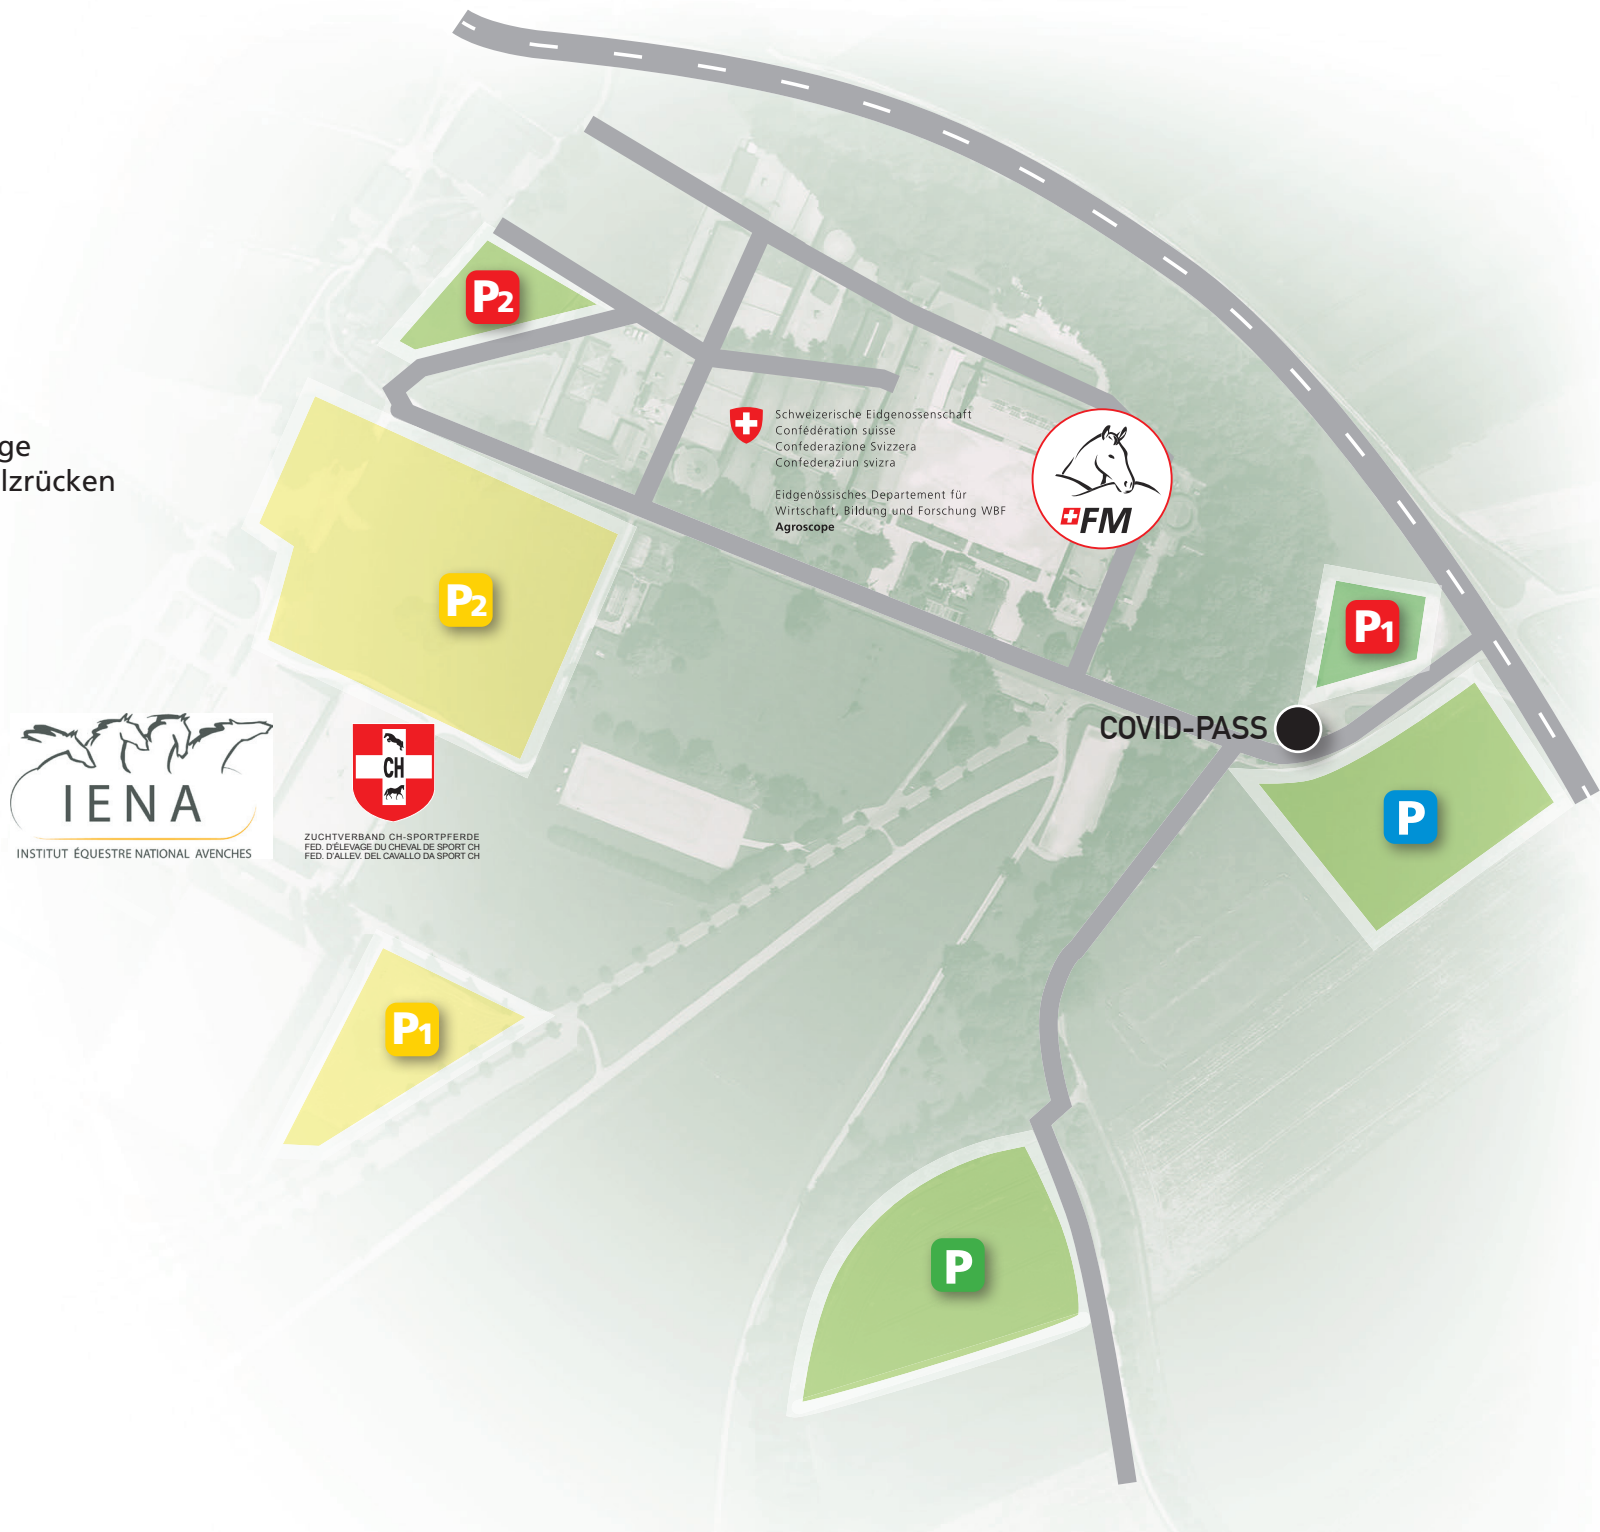 P2
Schweizerische Eidgenossenschaft
Confédération suisse
Confederazione Svizzera
Confederaziun svizra
Eidgenössisches Departement für
Wirtschaft, Bildung und Forschung WBF
Agroscope
FM
lzrücken
P2
P1
COVID-PASS
IENA
INSTITUT ÉQUESTRE NATIONAL AVENCHES
CH
ZUCHTVERBAND CH-SPORTPFERDE
FED. D'ÉLEVAGE DU CHEVAL DE SPORT CH
FED. D'ALLEV. DEL CAVALLO DA SPORT CH
P
P1
P